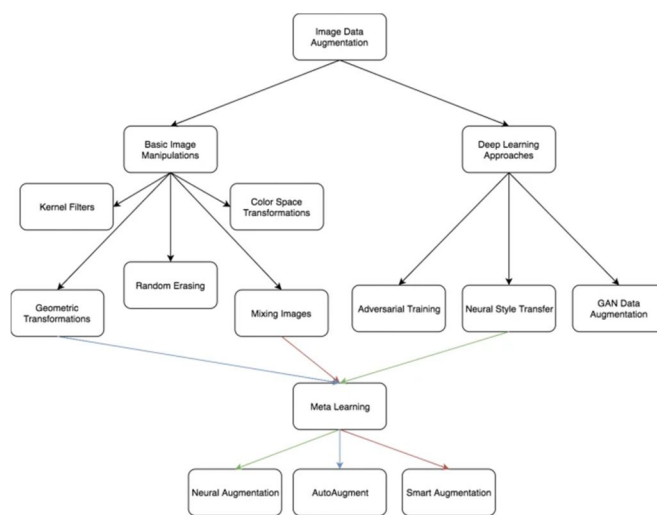 Image Data
Augmentation
Basic Image
Manipulations
Deep Learning
Approaches
Kernel Filters
Color Space
Transformations
Random Erasing
Geometric
Transformations
Mixing Images
Adversarial Training
Neural Style Transfer
GAN Data
Augmentation
Meta Learning
Neural Augmentation
AutoAugment
Smart Augmentation